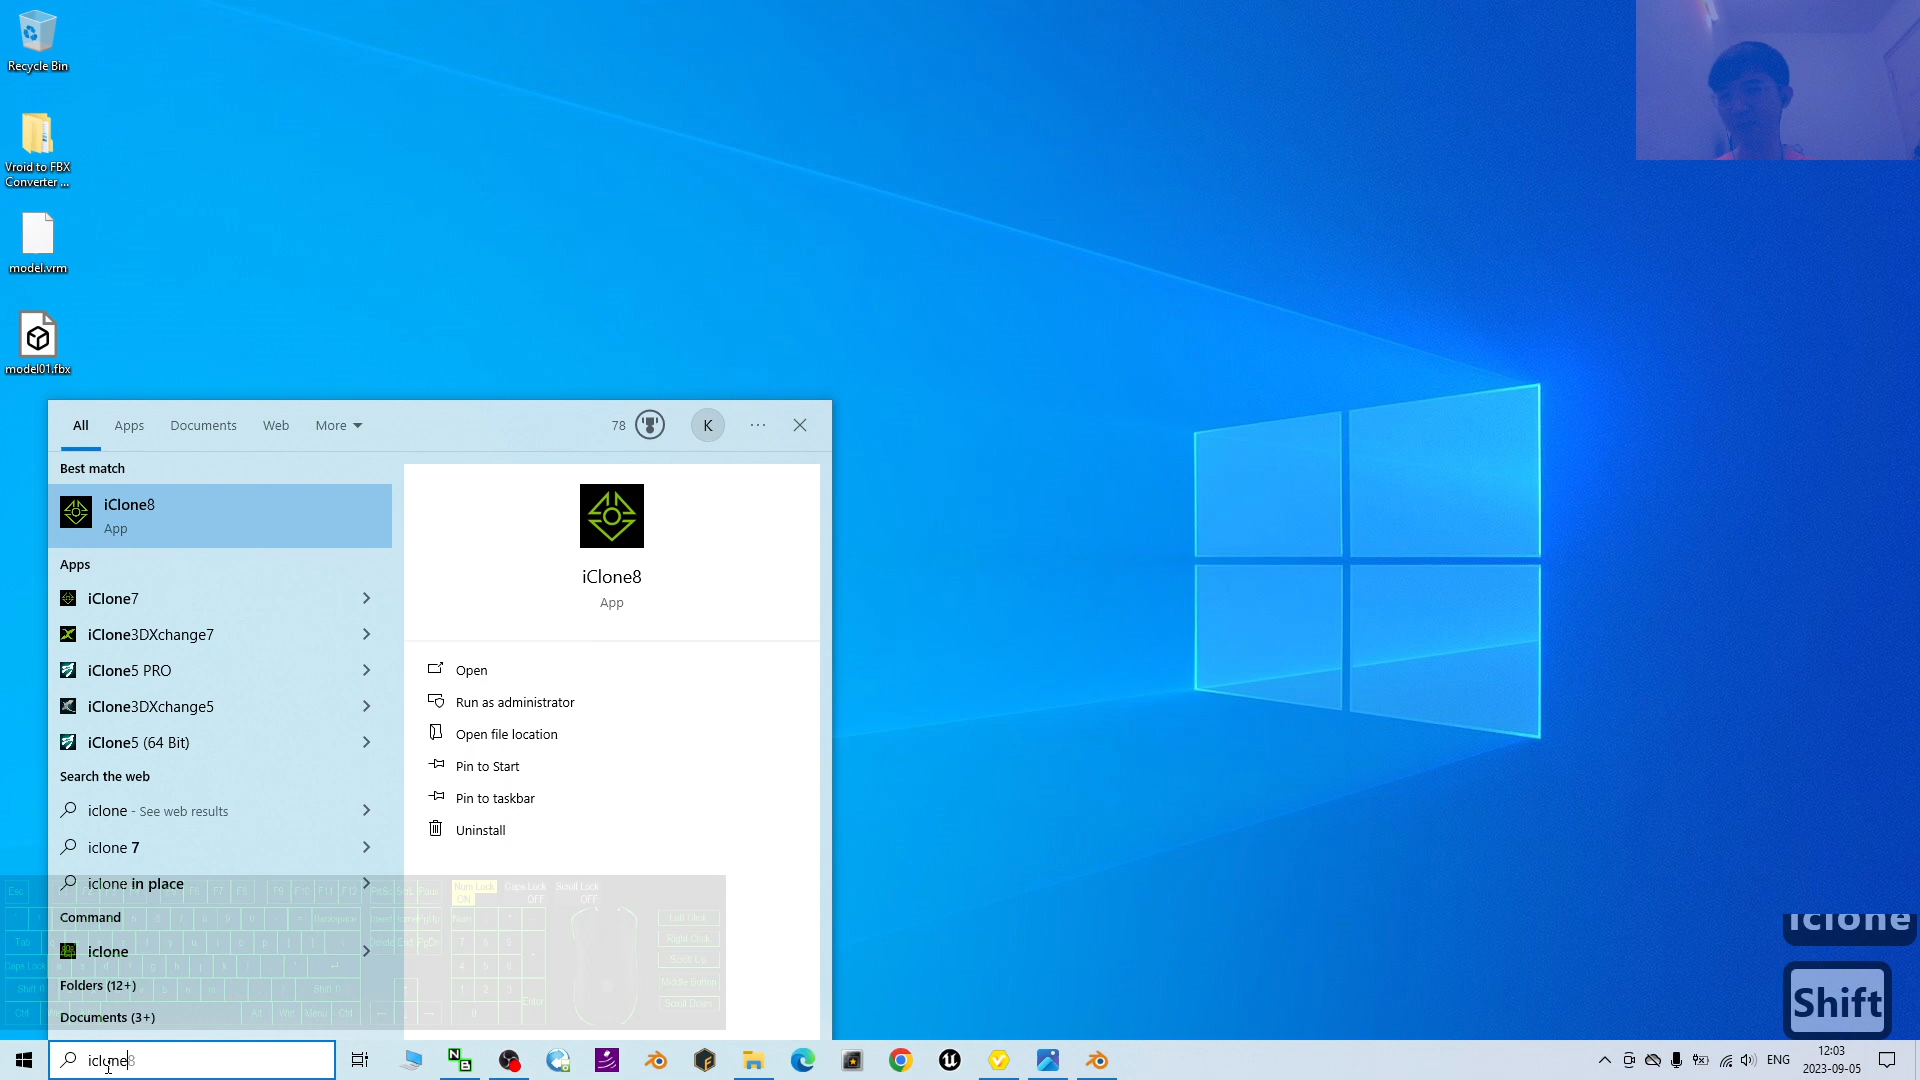 Recycle Bin
Vroid to FBX
Converter ...
model.vrm
model01.fbx
All
Apps
Documents
Web
More
78
K
Best match
iClone8
App
Apps
iClone7
iClone3DXchange7
iClone5 PRO
iClone3DXchange5
iClone5 (64 Bit)
Search the web
iclone - See web results
iclone 7
iclone in place
Command
iclone
Folders (12+)
Documents (3+)
iClone8
App
Open
Run as administrator
Open file location
Pin to Start
Pin to taskbar
Uninstall
Num Lock
ON
Caps Lock
OFF
Scroll Lock
OFF
Left Click
Right Click
Scroll Up
Middle Button
Scroll Down
Enter
iclone
Shift
iclone8
ENG
12:03
2023-09-05